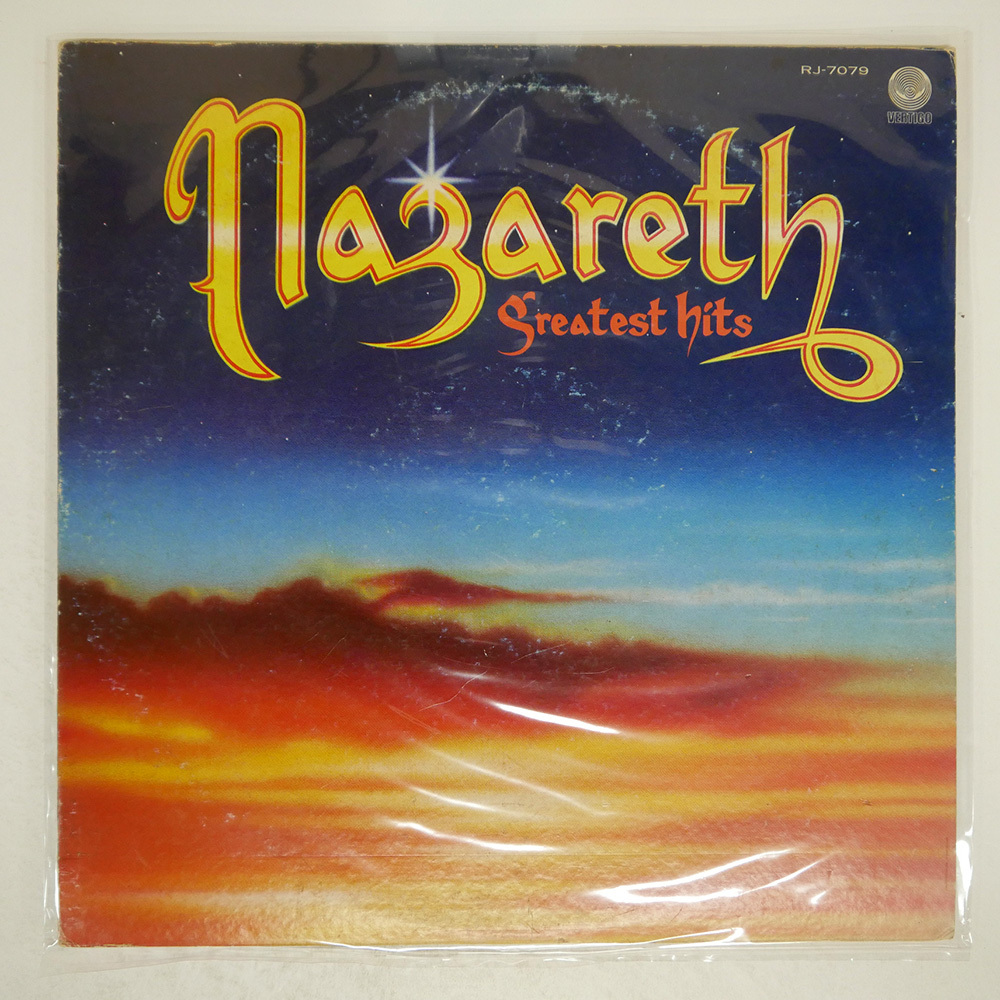 RJ-7079
VERTIGO
Nazareth
greatest hits